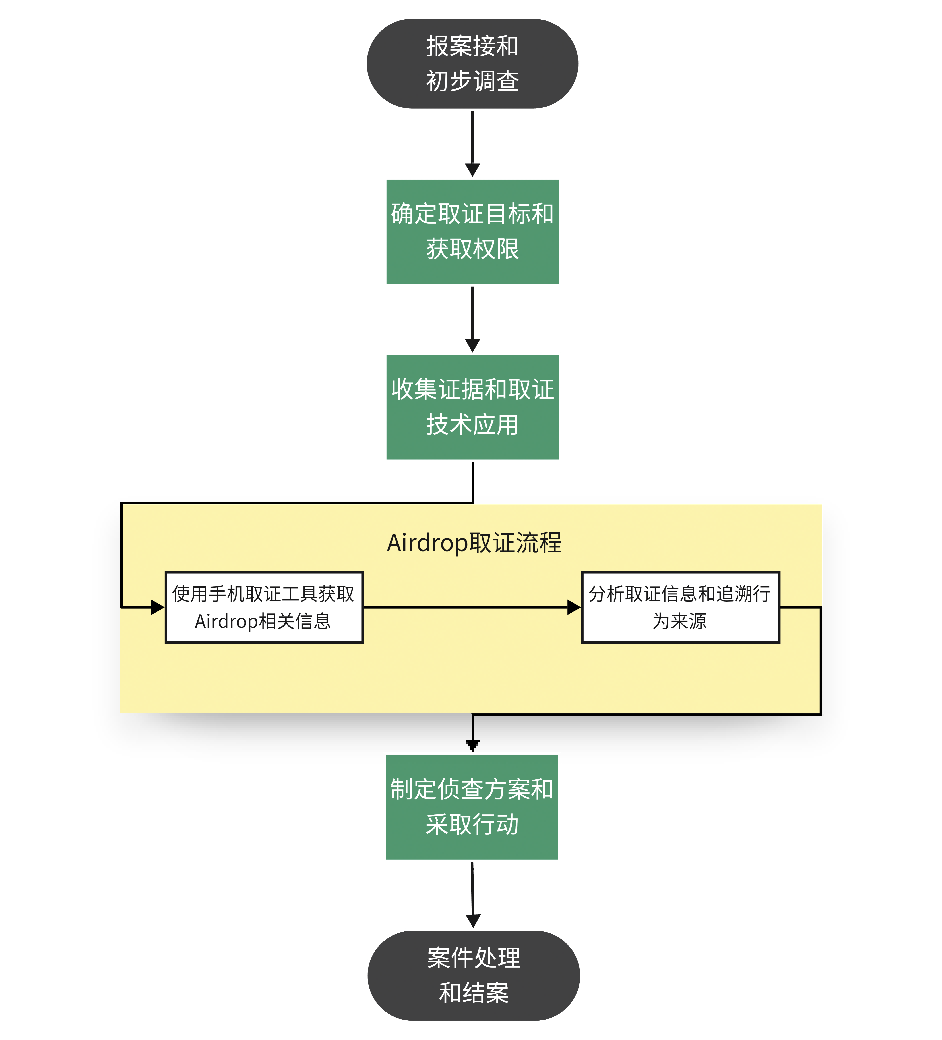 报案接和
初步调查
确定取证目标和
获取权限
收集证据和取证
技术应用
Airdrop取证流程
使用手机取证工具获取
Airdrop相关信息
分析取证信息和追溯行
为来源
制定侦查方案和
采取行动
案件处理
和结案